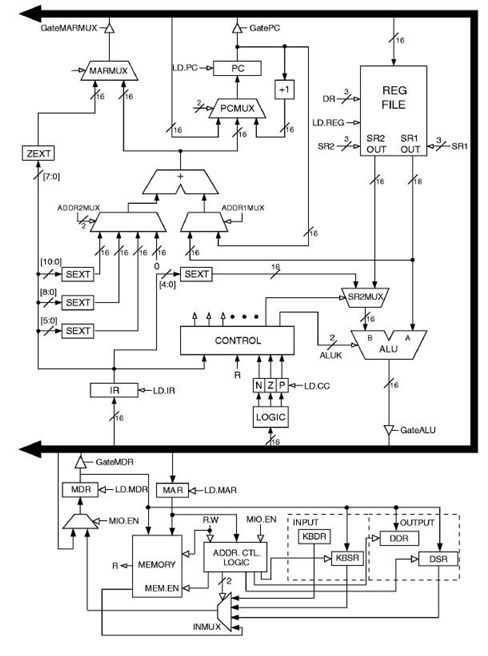 GateMARMUX
GatePC
16
MARMUX
LD.PC
PC
+1
REG
FILE
16
16
2
PCMUX
DR
3
LD.REG
ZEXT
16
16
16
SR2
3
SR2
OUT
SR1
OUT
3
SR1
[7:0]
+
16
16
ADDR2MUX
2
ADDR1MUX
16
16
16
16
16
[10:0]
SEXT
0
[4:0]
SEXT
16
[8:0]
SEXT
SR2MUX
[5:0]
SEXT
16
CONTROL
2
ALUK
B
A
ALU
IR
LD.IR
R
N
Z
P
LD.CC
16
LOGIC
16
16
GateALU
GateMDR
MDR
LD.MDR
MAR
LD.MAR
MIO.EN
R.W
MIO.EN
INPUT
OUTPUT
KBDR
DDR
MEMORY
ADDR. CTL.
LOGIC
KBSR
DSR
R
MEM.EN
2
INMUX